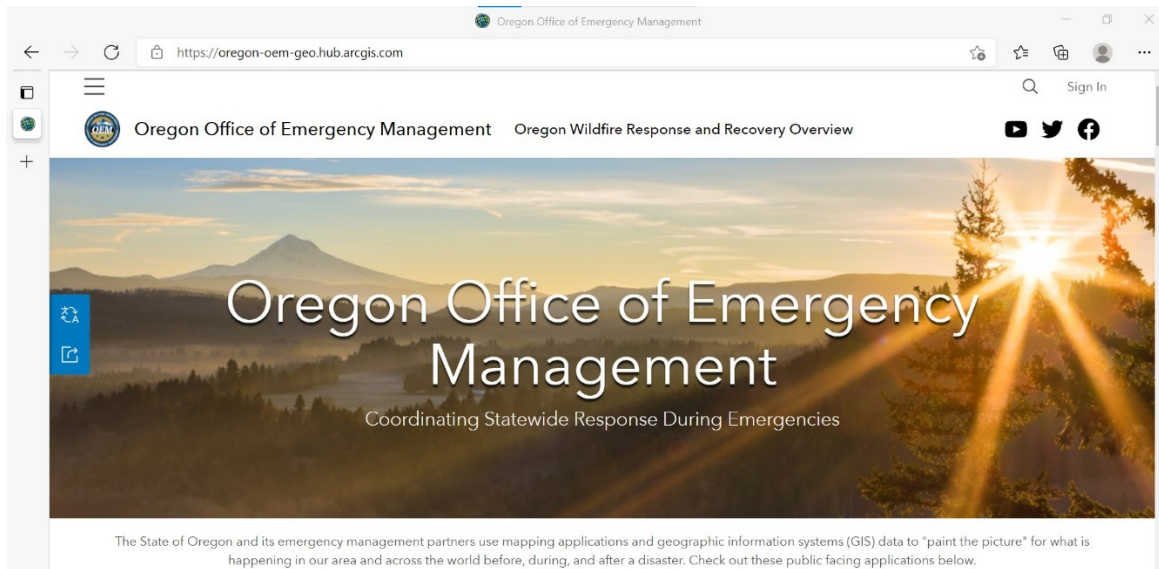 Oregon Office of Emergency Management
https://oregon-oem-geo.hub.arcgis.com
Sign In
OEM
Oregon Office of Emergency Management
Oregon Wildfire Response and Recovery Overview
Oregon Office of Emergency
Management
Coordinating Statewide Response During Emergencies
The State of Oregon and its emergency management partners use mapping applications and geographic information systems (GIS) data to "paint the picture" for what is
happening in our area and across the world before, during, and after a disaster. Check out these public facing applications below.